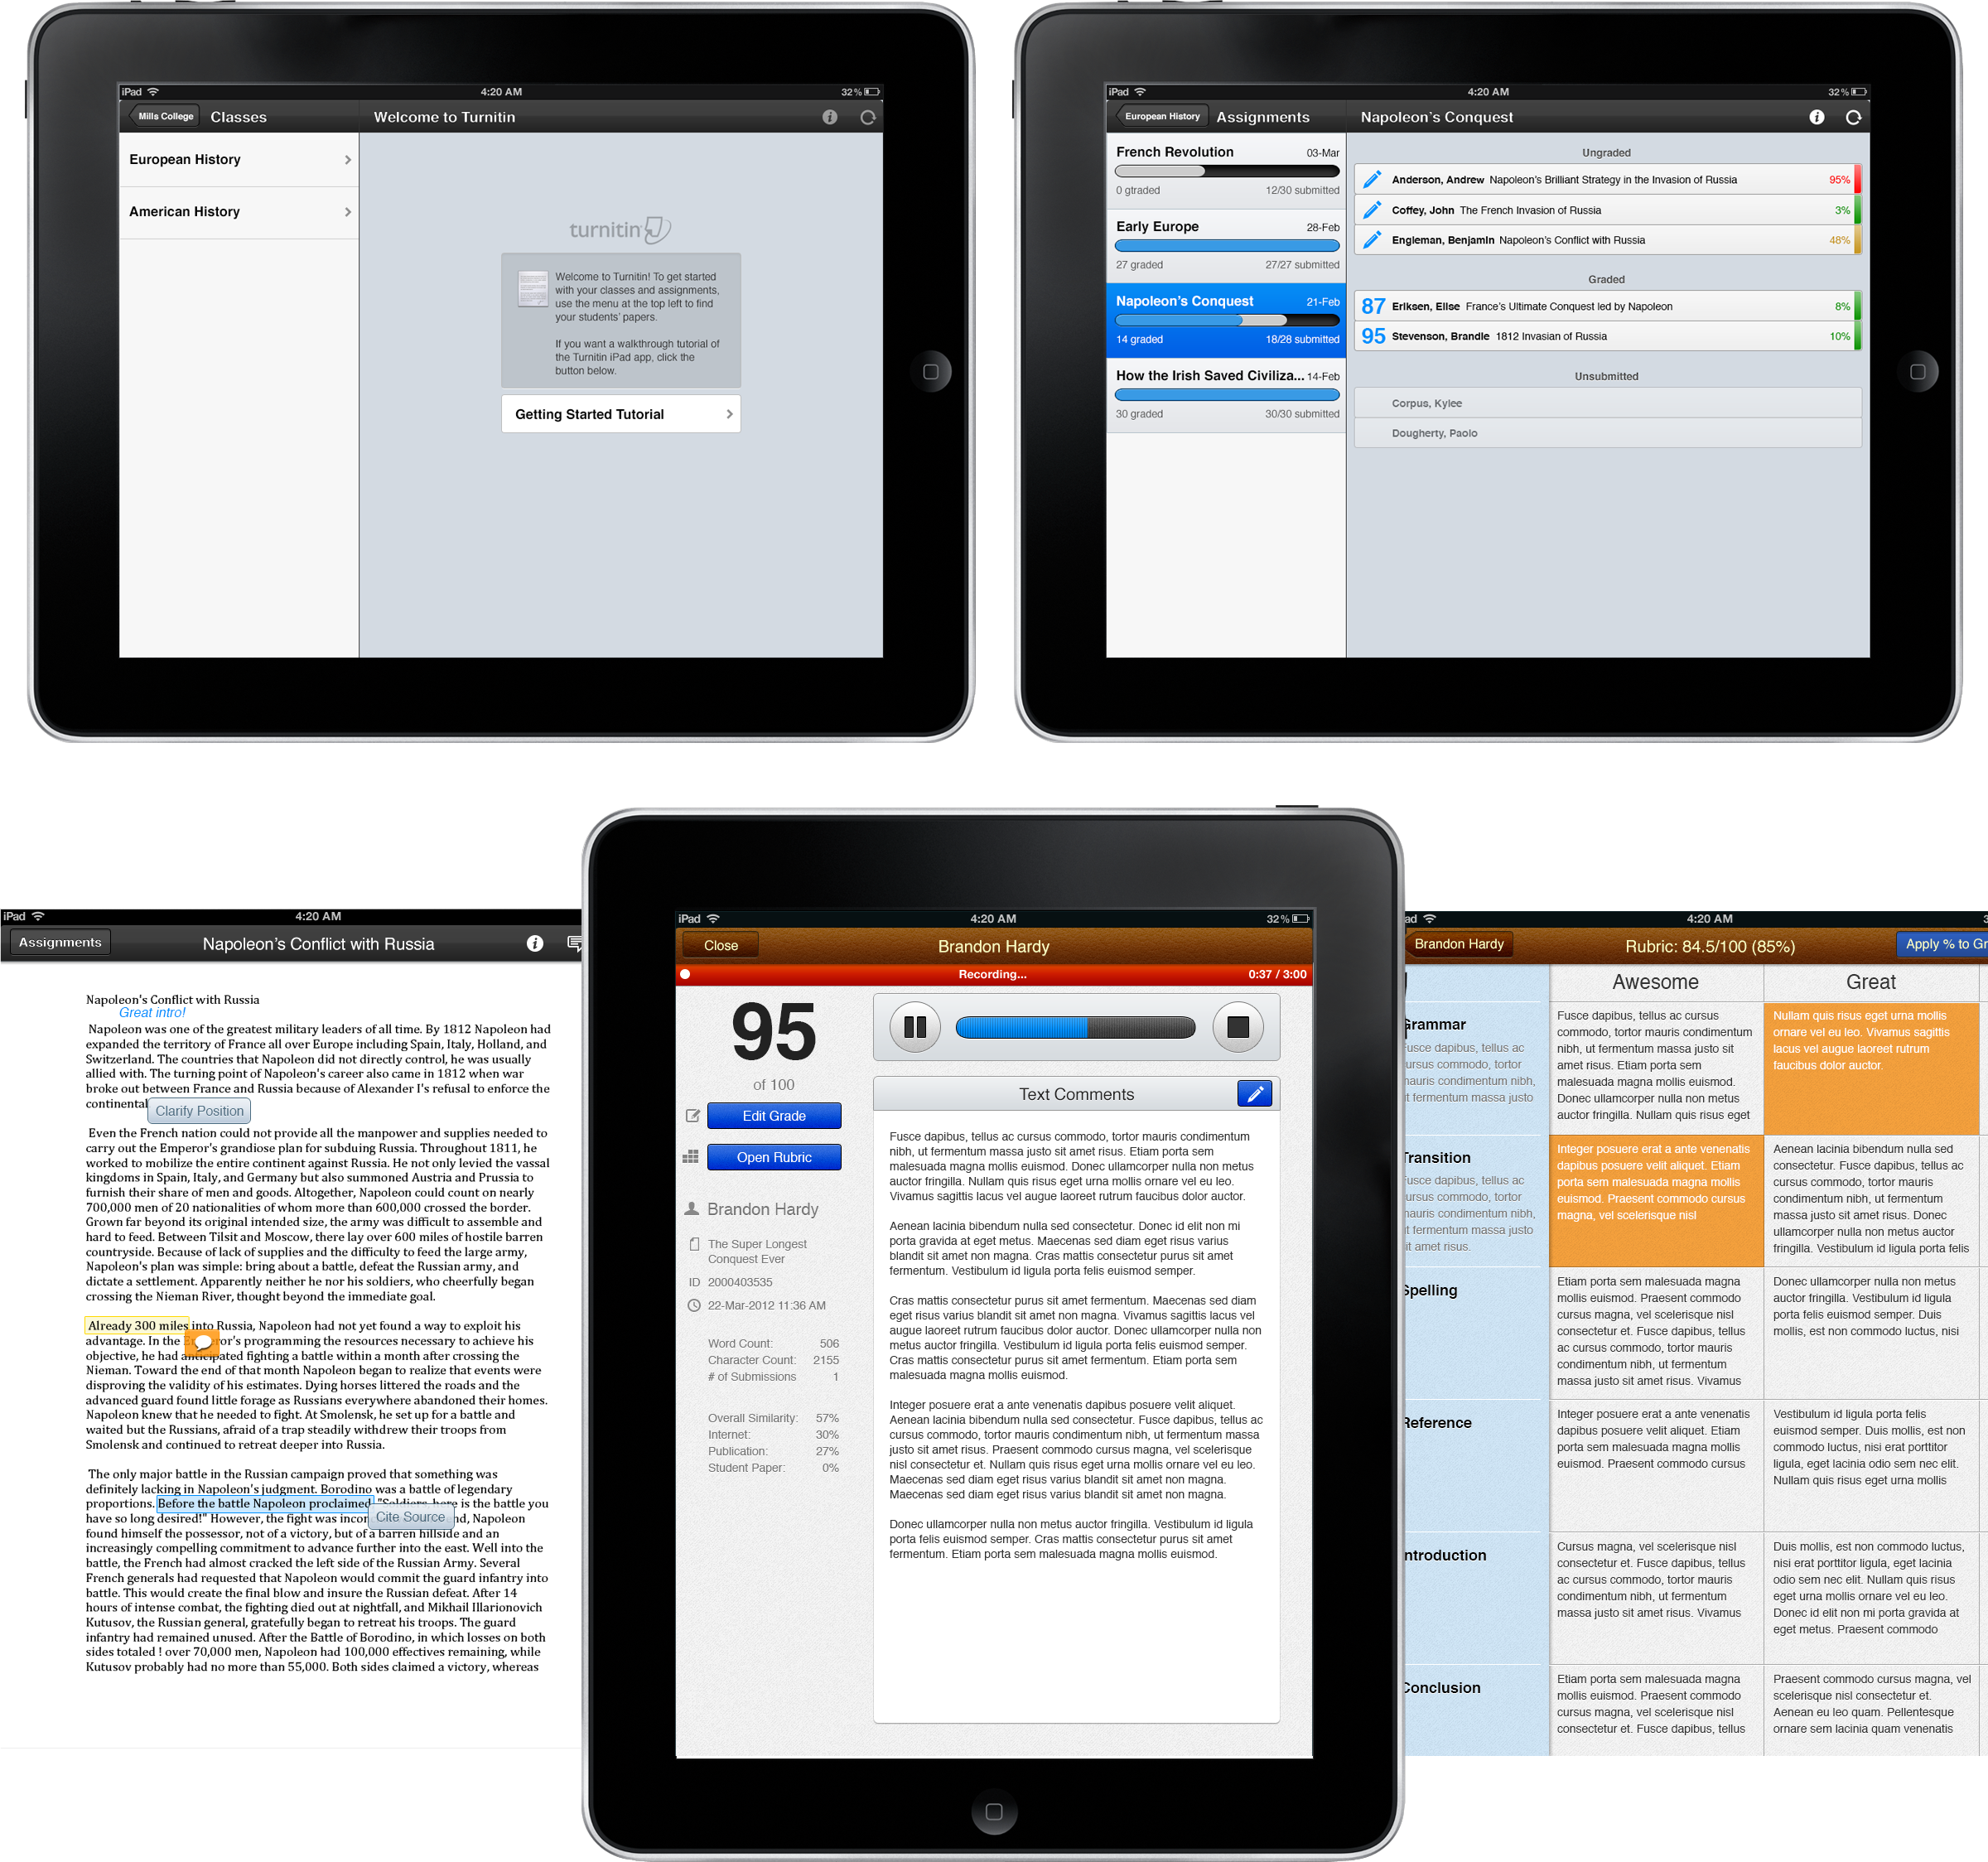 iPad 4:20 AM 32%
Mills College Classes Welcome to Turnitin
European History
American History
turnitin
Welcome to Turnitin! To get started
with your classes and assignments,
use the menu at the top left to find
your students' papers.
If you want a walkthrough tutorial of
the Turnitin iPad app, click the
button below.
Getting Started Tutorial
iPad 4:20 AM 32%
European History Assignments Napoleon's Conquest
French Revolution 03-Mar
0 gtraded 12/30 submitted
Early Europe 28-Feb
27 graded 27/27 submitted
Napoleon's Conquest 21-Feb
14 graded 18/28 submitted
How the Irish Saved Civiliza... 14-Feb
30 graded 30/30 submitted
Ungraded
Anderson, Andrew Napoleon's Brilliant Strategy in the Invasion of Russia 95%
Coffey, John The French Invasion of Russia 3%
Engleman, Benjamin Napoleon's Conflict with Russia 48%
Graded
87 Eriksen, Elise France's Ultimate Conquest led by Napoleon 8%
95 Stevenson, Brandie 1812 Invasian of Russia 10%
Unsubmitted
Corpus, Kylee
Dougherty, Paolo
iPad 4:20 AM
Assignments Napoleon's Conflict with Russia
Napoleon's Conflict with Russia
Great intro!
Napoleon was one of the greatest military leaders of all time. By 1812 Napoleon had
expanded the territory of France all over Europe including Spain, Italy, Holland, and
Switzerland. The countries that Napoleon did not directly control, he was usually
allied with. The turning point of Napoleon's career also came in 1812 when war
broke out between France and Russia because of Alexander I's refusal to enforce the
continental
Clarify Position
Even the French nation could not provide all the manpower and supplies needed to
carry out the Emperor's grandiose plan for subduing Russia. Throughout 1811, he
worked to mobilize the entire continent against Russia. He not only levied the vassal
kingdoms in Spain, Italy, and Germany but also summoned Austria and Prussia to
furnish their share of men and goods. Altogether, Napoleon could count on nearly
700,000 men of 20 nationalities of whom more than 600,000 crossed the border.
Grown far beyond its original intended size, the army was difficult to assemble and
hard to feed. Between Tilsit and Moscow, there lay over 600 miles of hostile barren
countryside. Because of lack of supplies and the difficulty to feed the large army,
Napoleon's plan was simple: bring about a battle, defeat the Russian army, and
dictate a settlement. Apparently neither he nor his soldiers, who cheerfully began
crossing the Nieman River, thought beyond the immediate goal.
Already 300 miles into Russia, Napoleon had not yet found a way to exploit his
advantage. In the or's programming the resources necessary to achieve his
objective, he had anticipated fighting a battle within a month after crossing the
Nieman. Toward the end of that month Napoleon began to realize that events were
disproving the validity of his estimates. Dying horses littered the roads and the
advanced guard found little forage as Russians everywhere abandoned their homes.
Napoleon knew that he needed to fight. At Smolensk, he set up for a battle and
waited but the Russians, afraid of a trap steadily withdrew their troops from
Smolensk and continued to retreat deeper into Russia.
The only major battle in the Russian campaign proved that something was
definitely lacking in Napoleon's judgment. Borodino was a battle of legendary
proportions. Before the battle Napoleon proclaimed, "Soldiers, here is the battle you
have so long desired!" However, the fight was incon nd, Napoleon
Cite Source
found himself the possessor, not of a victory, but of a barren hillside and an
increasingly compelling commitment to advance further into the east. Well into the
battle, the French had almost cracked the left side of the Russian Army. Several
French generals had requested that Napoleon would commit the guard infantry into
battle. This would create the final blow and insure the Russian defeat. After 14
hours of intense combat, the fighting died out at nightfall, and Mikhail Illarionovich
Kutusov, the Russian general, gratefully began to retreat his troops. The guard
infantry had remained unused. After the Battle of Borodino, in which losses on both
sides totaled ! over 70,000 men, Napoleon had 100,000 effectives remaining, while
Kutusov probably had no more than 55,000. Both sides claimed a victory, whereas
iPad 4:20 AM 32%
Close Brandon Hardy
Recording... 0:37 / 3:00
95
of 100
Edit Grade
Open Rubric
Brandon Hardy
The Super Longest
Conquest Ever
ID 2000403535
22-Mar-2012 11:36 AM
Word Count: 506
Character Count: 2155
# of Submissions 1
Overall Similarity: 57%
Internet: 30%
Publication: 27%
Student Paper: 0%
Text Comments
Fusce dapibus, tellus ac cursus commodo, tortor mauris condimentum
nibh, ut fermentum massa justo sit amet risus. Etiam porta sem
malesuada magna mollis euismod. Donec ullamcorper nulla non metus
auctor fringilla. Nullam quis risus eget urna mollis ornare vel eu leo.
Vivamus sagittis lacus vel augue laoreet rutrum faucibus dolor auctor.
Aenean lacinia bibendum nulla sed consectetur. Donec id elit non mi
porta gravida at eget metus. Maecenas sed diam eget risus varius
blandit sit amet non magna. Cras mattis consectetur purus sit amet
fermentum. Vestibulum id ligula porta felis euismod semper.
Cras mattis consectetur purus sit amet fermentum. Maecenas sed diam
eget risus varius blandit sit amet non magna. Vivamus sagittis lacus vel
augue laoreet rutrum faucibus dolor auctor. Donec ullamcorper nulla non
metus auctor fringilla. Vestibulum id ligula porta felis euismod semper.
Cras mattis consectetur purus sit amet fermentum. Etiam porta sem
malesuada magna mollis euismod.
Integer posuere erat a ante venenatis dapibus posuere velit aliquet.
Aenean lacinia bibendum nulla sed consectetur. Fusce dapibus, tellus ac
cursus commodo, tortor mauris condimentum nibh, ut fermentum massa
justo sit amet risus. Praesent commodo cursus magna, vel scelerisque
nisl consectetur et. Nullam quis risus eget urna mollis ornare vel eu leo.
Maecenas sed diam eget risus varius blandit sit amet non magna.
Maecenas sed diam eget risus varius blandit sit amet non magna.
Donec ullamcorper nulla non metus auctor fringilla. Vestibulum id ligula
porta felis euismod semper. Cras mattis consectetur purus sit amet
fermentum. Etiam porta sem malesuada magna mollis euismod.
ad 4:20 AM
Brandon Hardy Rubric: 84.5/100 (85%) Apply % to Gr
Awesome Great
Grammar
Fusce dapibus, tellus ac
cursus commodo, tortor
mauris condimentum nibh,
ut fermentum massa justo
Fusce dapibus, tellus ac cursus
commodo, tortor mauris condimentum
nibh, ut fermentum massa justo sit
amet risus. Etiam porta sem
malesuada magna mollis euismod.
Donec ullamcorper nulla non metus
auctor fringilla. Nullam quis risus eget
Nullam quis risus eget urna mollis
ornare vel eu leo. Vivamus sagittis
lacus vel augue laoreet rutrum
faucibus dolor auctor.
Transition
Fusce dapibus, tellus ac
cursus commodo, tortor
mauris condimentum nibh,
ut fermentum massa justo
sit amet risus.
Integer posuere erat a ante venenatis
dapibus posuere velit aliquet. Etiam
porta sem malesuada magna mollis
euismod. Praesent commodo cursus
magna, vel scelerisque nisl
Aenean lacinia bibendum nulla sed
consectetur. Fusce dapibus, tellus ac
cursus commodo, tortor mauris
condimentum nibh, ut fermentum
massa justo sit amet risus. Donec
ullamcorper nulla non metus auctor
fringilla. Vestibulum id ligula porta felis
Spelling
Etiam porta sem malesuada magna
mollis euismod. Praesent commodo
cursus magna, vel scelerisque nisl
consectetur et. Fusce dapibus, tellus
ac cursus commodo, tortor mauris
condimentum nibh, ut fermentum
massa justo sit amet risus. Vivamus
Donec ullamcorper nulla non metus
auctor fringilla. Vestibulum id ligula
porta felis euismod semper. Duis
mollis, est non commodo luctus, nisi
Reference
Integer posuere erat a ante venenatis
dapibus posuere velit aliquet. Etiam
porta sem malesuada magna mollis
euismod. Praesent commodo cursus
Vestibulum id ligula porta felis
euismod semper. Duis mollis, est non
commodo luctus, nisi erat porttitor
ligula, eget lacinia odio sem nec elit.
Nullam quis risus eget urna mollis
Introduction
Cursus magna, vel scelerisque nisl
consectetur et. Fusce dapibus, tellus
ac cursus commodo, tortor mauris
condimentum nibh, ut fermentum
massa justo sit amet risus. Vivamus
Duis mollis, est non commodo luctus,
nisi erat porttitor ligula, eget lacinia
odio sem nec elit. Nullam quis risus
eget urna mollis ornare vel eu leo.
Donec id elit non mi porta gravida at
eget metus. Praesent commodo
Conclusion
Etiam porta sem malesuada magna
mollis euismod. Praesent commodo
cursus magna, vel scelerisque nisl
consectetur et. Fusce dapibus, tellus
Praesent commodo cursus magna, vel
scelerisque nisl consectetur et.
Aenean eu leo quam. Pellentesque
ornare sem lacinia quam venenatis